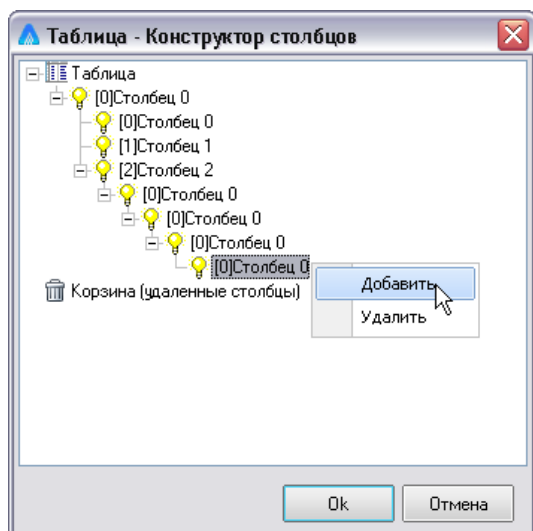 Таблица - Конструктор столбцов
Таблица
[0]Столбец 0
[0]Столбец 0
[1]Столбец 1
[2]Столбец 2
[0]Столбец 0
[0]Столбец 0
[0]Столбец 0
[0]Столбец 0
Корзина (удаленные столбцы)
Добавить
Удалить
Ok
Отмена